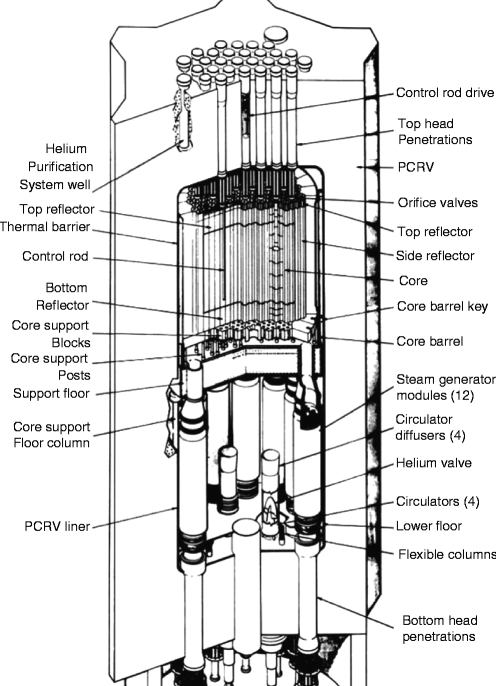 Helium
Purification
System well
Top reflector
Thermal barrier
Control rod
Bottom
Reflector
Core support
Blocks
Core support
Posts
Support floor
Core support
Floor column
PCRV liner
Control rod drive
Top head
Penetrations
PCRV
Orifice valves
Top reflector
Side reflector
Core
Core barrel key
Core barrel
Steam generator
modules (12)
Circulator
diffusers (4)
Helium valve
Circulators (4)
Lower floor
Flexible columns
Bottom head
penetrations